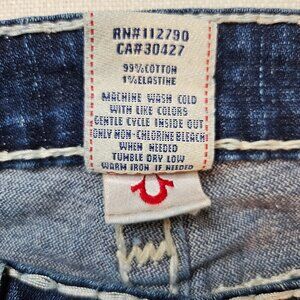 RN#112790
CA#30427
99%COTTON
1%ELASTINE
MACHINE WASH COLD
WITH LIKE COLORS
GENTLE CYCLE INSIDE OUT
ONLY NON-CHLORINE BLEACH
WHEN NEEDED
TUMBLE DRY LOW
WARM IRON IF NEEDED